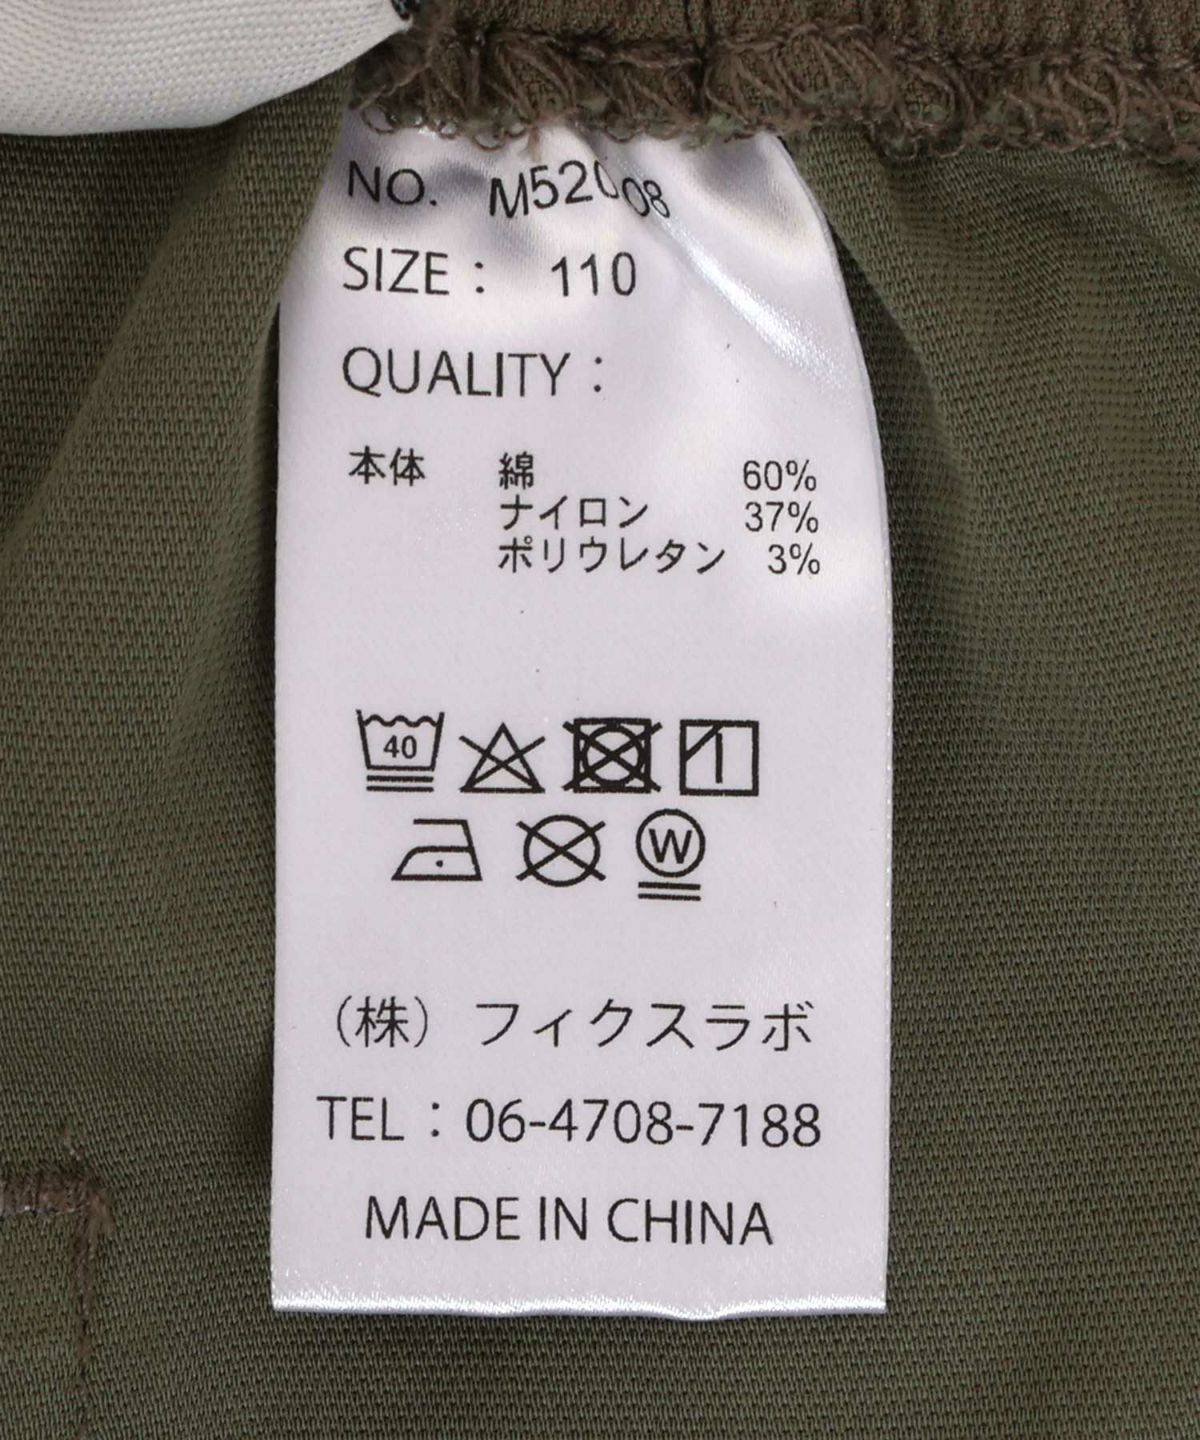 NO. M52008
SIZE : 110
QUALITY :
本体 綿 60%
ナイロン 37%
ポリウレタン 3%
40
W
(株) フィクスラボ
TEL : 06-4708-7188
MADE IN CHINA